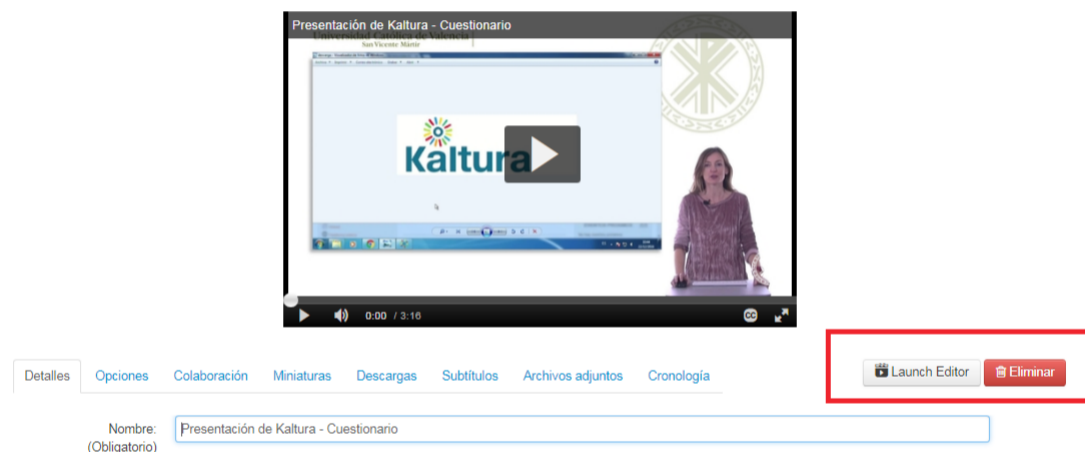 Presentación de Kaltura - Cuestionario
Universidad Católica de Valencia
San Vicente Mártir
Kaltura
0:00 / 3:16
CC
Detalles Opciones Colaboración Miniaturas Descargas Subtítulos Archivos adjuntos Cronología Launch Editor Eliminar
Nombre: Presentación de Kaltura - Cuestionario
(Obligatorio)